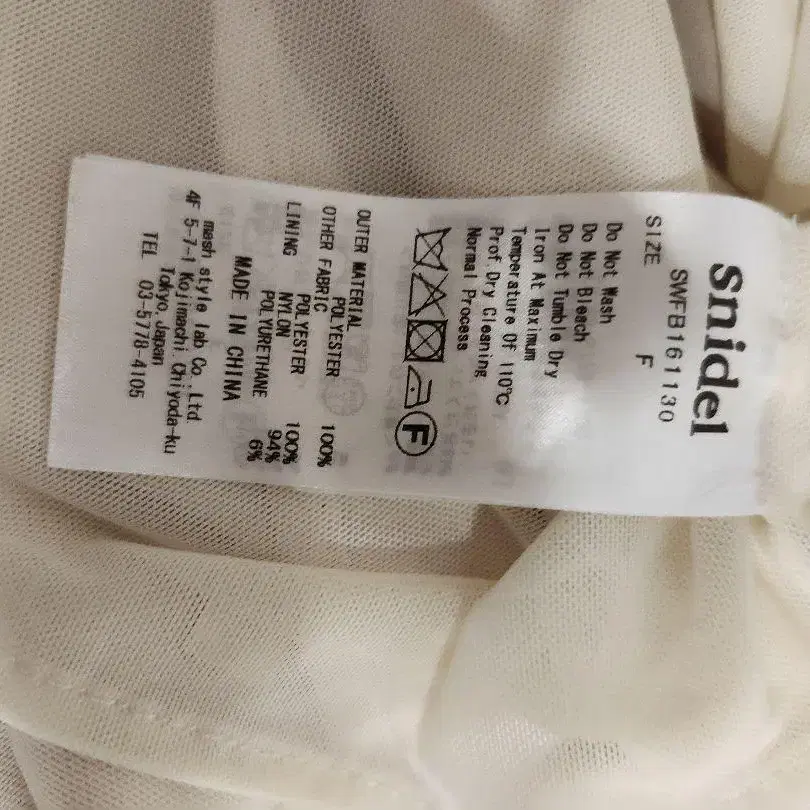 snidel
SWFB161130
SIZE F
Do Not Wash
Do Not Bleach
Do Not Tumble Dry
Iron At Maximum
Temperature Of 110℃
Prof.Dry Cleaning
Normal Process
F
OUTER MATERIAL
POLYESTER 100%
OTHER FABRIC
POLYESTER 100%
LINING NYLON 94%
POLYURETHANE 6%
MADE IN CHINA
mash style lab Co.,Ltd.
4F 5-7-1 Kojimachi.Chiyoda-ku
Tokyo,Japan
TEL 03-5778-4105